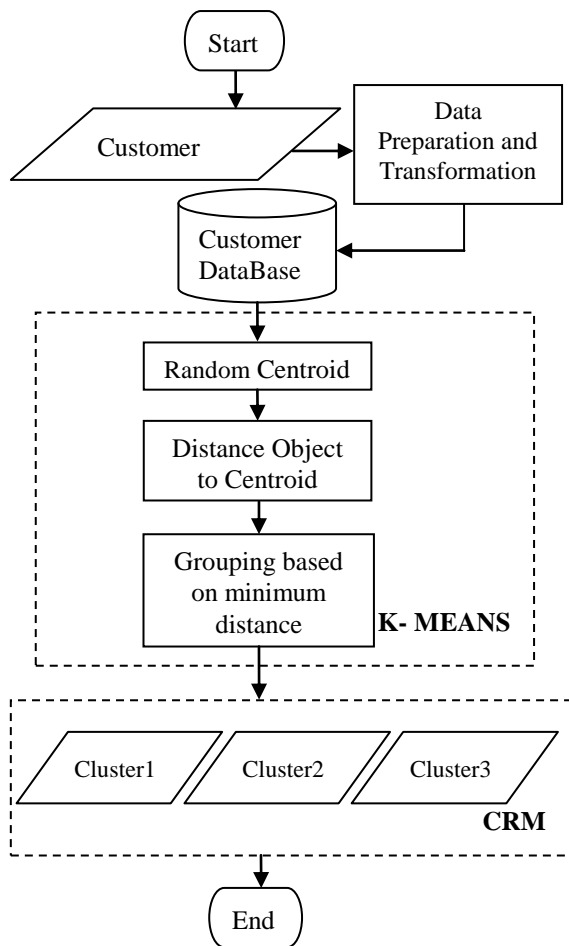 Start
Customer
Data
Preparation and
Transformation
Customer
DataBase
Random Centroid
Distance Object
to Centroid
Grouping based
on minimum
distance
K- MEANS
Cluster1
Cluster2
Cluster3
CRM
End